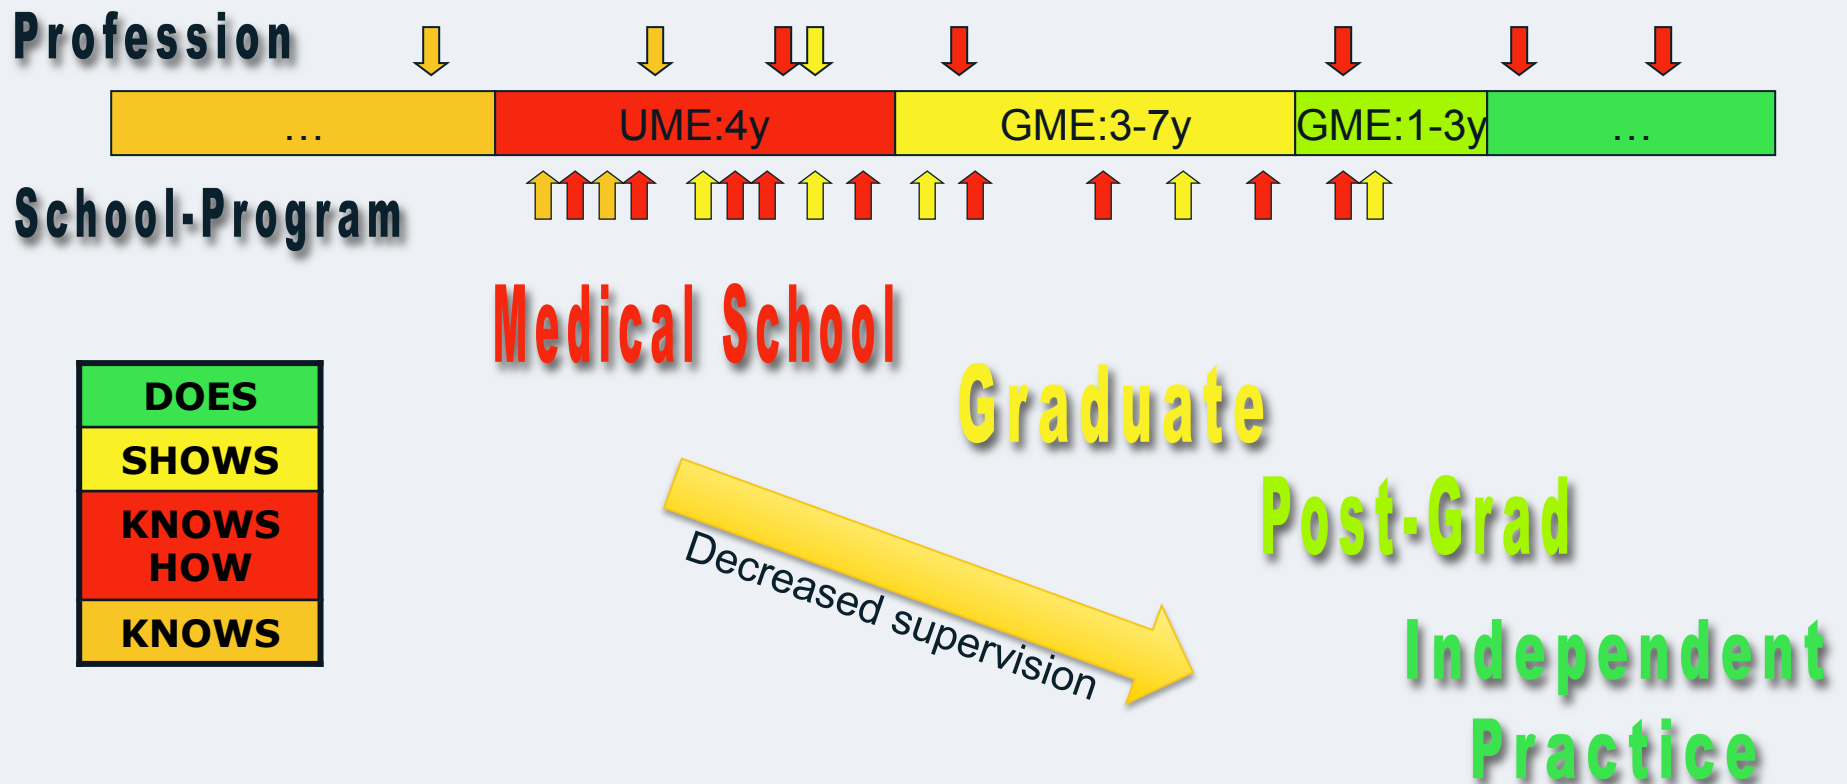 Profession
… UME:4y GME:3-7y GME:1-3y …
School-Program
Medical School
Graduate
Post-Grad
Independent
Practice
DOES
SHOWS
KNOWS
HOW
KNOWS
Decreased supervision